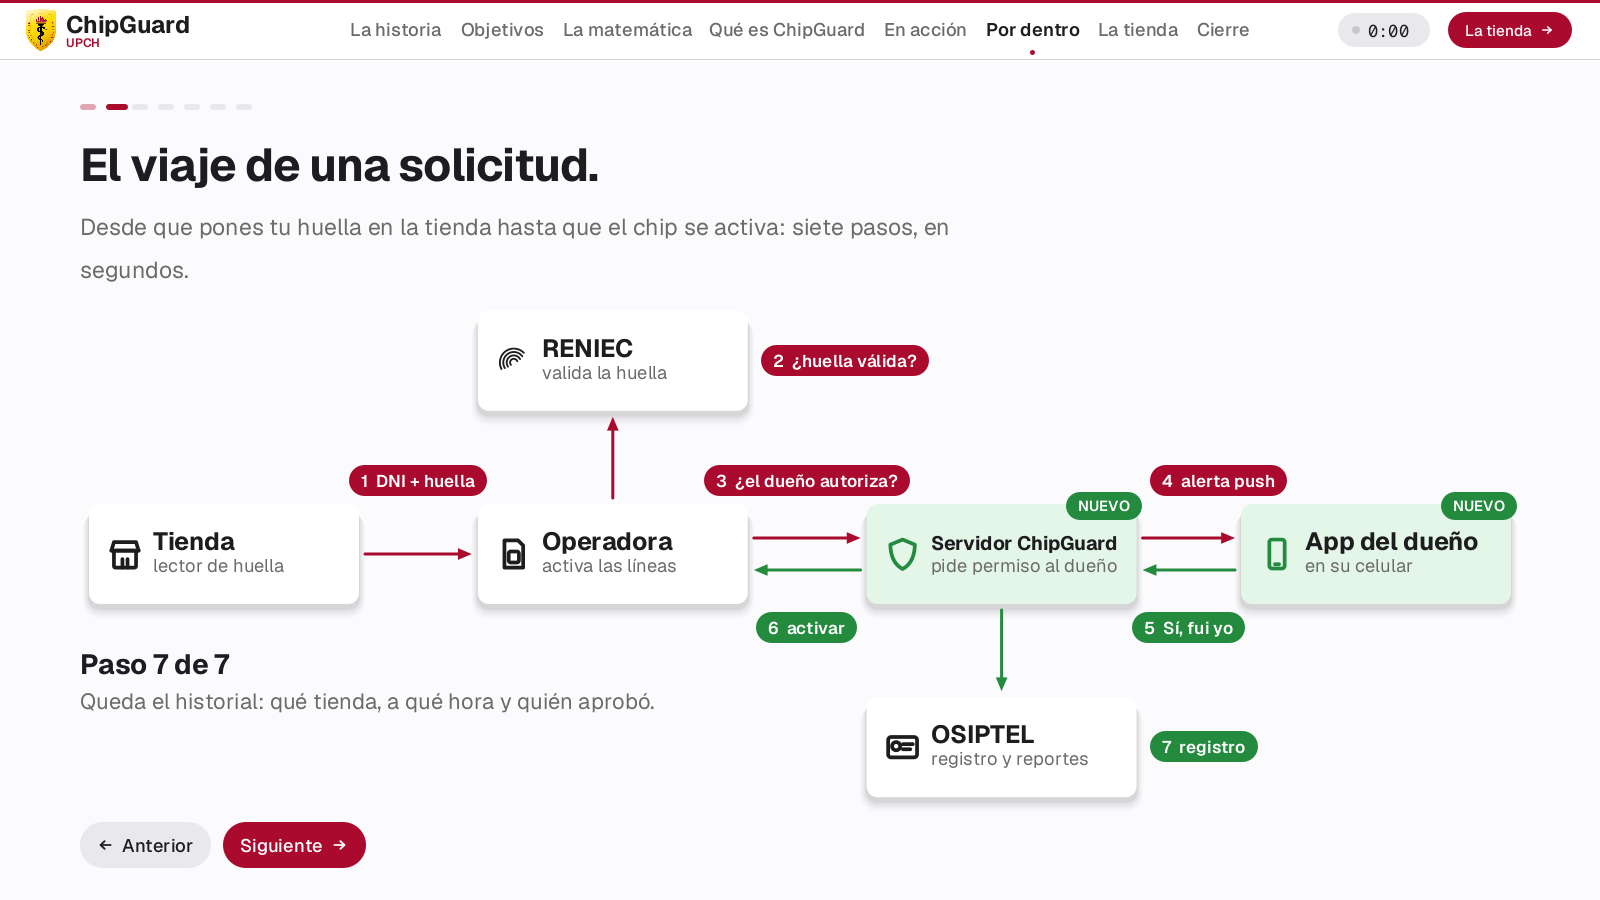 ChipGuard
UPCH
La historia
Objetivos
La matemática
Qué es ChipGuard
En acción
Por dentro
La tienda
Cierre
0:00
La tienda →
El viaje de una solicitud.
Desde que pones tu huella en la tienda hasta que el chip se activa: siete pasos, en
segundos.
RENIEC
valida la huella
2 ¿huella válida?
1 DNI + huella
3 ¿el dueño autoriza?
4 alerta push
NUEVO
NUEVO
Tienda
lector de huella
Operadora
activa las líneas
Servidor ChipGuard
pide permiso al dueño
App del dueño
en su celular
6 activar
5 Sí, fui yo
Paso 7 de 7
Queda el historial: qué tienda, a qué hora y quién aprobó.
OSIPTEL
registro y reportes
7 registro
← Anterior
Siguiente →